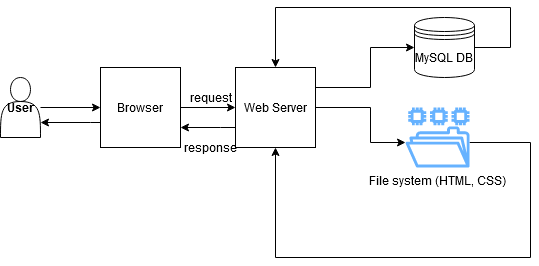 User
Browser
request
response
Web Server
MySQL DB
File system (HTML, CSS)